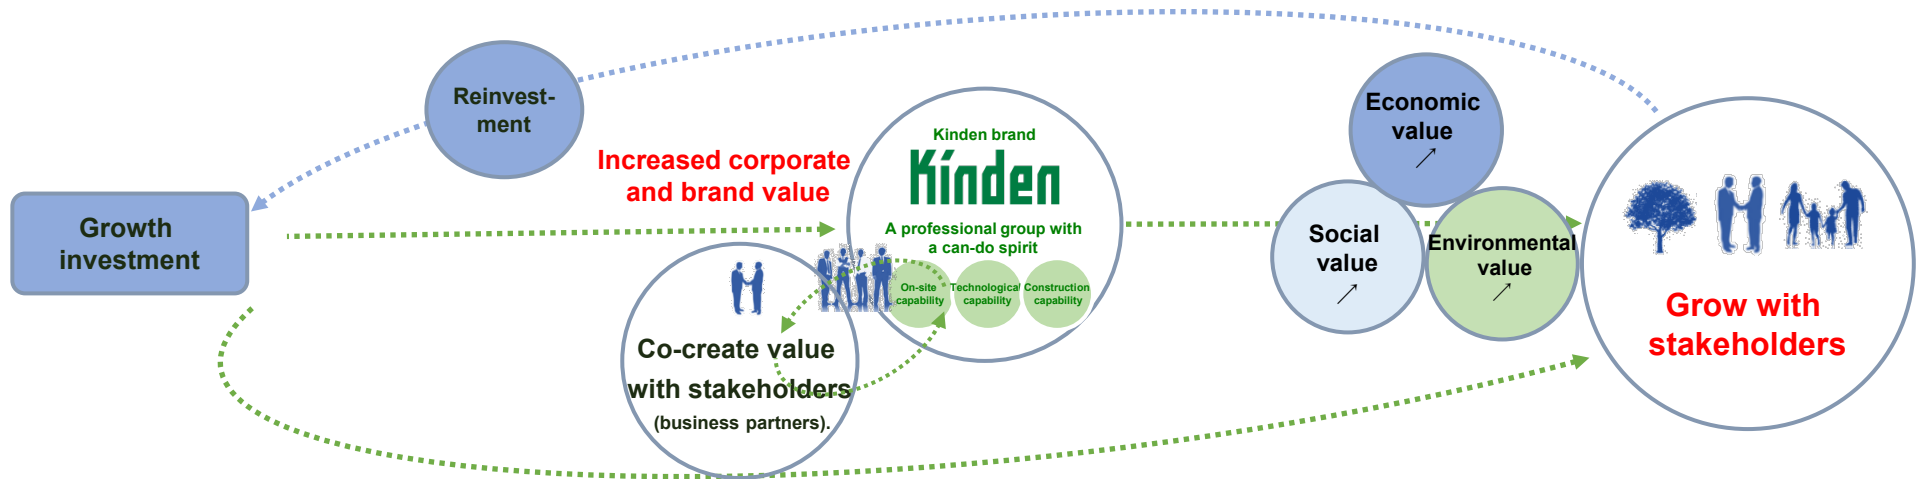 Reinvest-
ment
Growth
investment
Increased corporate
and brand value
Kinden brand
Kinden
A professional group with
a can-do spirit
On-site
capability
Technological
capability
Construction
capability
Co-create value
with stakeholders
(business partners).
Economic
value
↗
Social
value
↗
Environmental
value
↗
Grow with
stakeholders